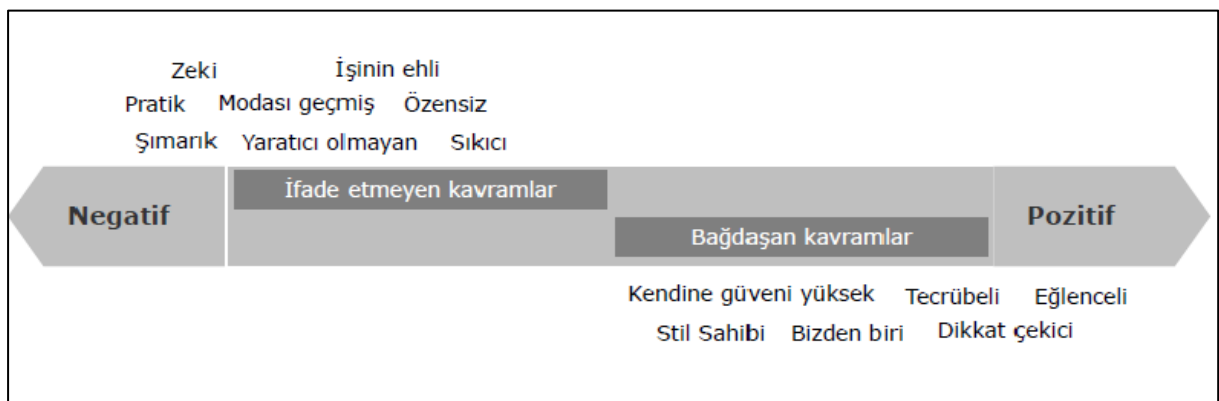 Zeki İşinin ehli
Pratik Modası geçmiş Özensiz
Şımarık Yaratıcı olmayan Sıkıcı
İfade etmeyen kavramlar
Negatif Pozitif
Bağdaşan kavramlar
Kendine güveni yüksek Tecrübeli Eğlenceli
Stil Sahibi Bizden biri Dikkat çekici